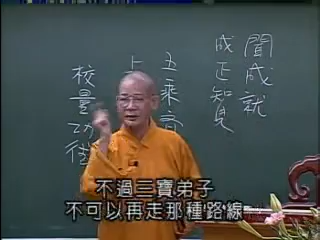 聞成就
成正知見
五乘
上
校量功德
不過三寶弟子
不可以再走那種路線